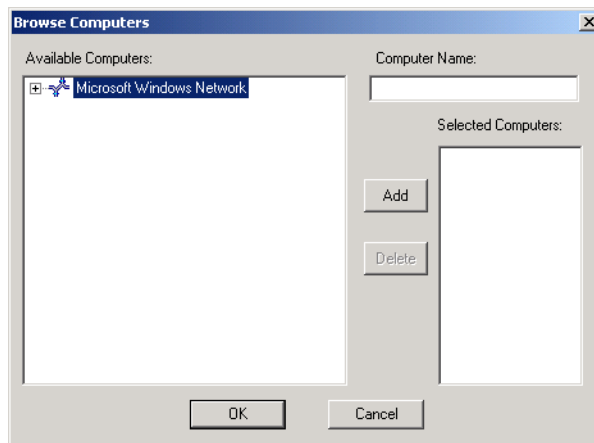 Browse Computers
Available Computers:
Computer Name:
Microsoft Windows Network
Selected Computers:
Add
Delete
OK
Cancel